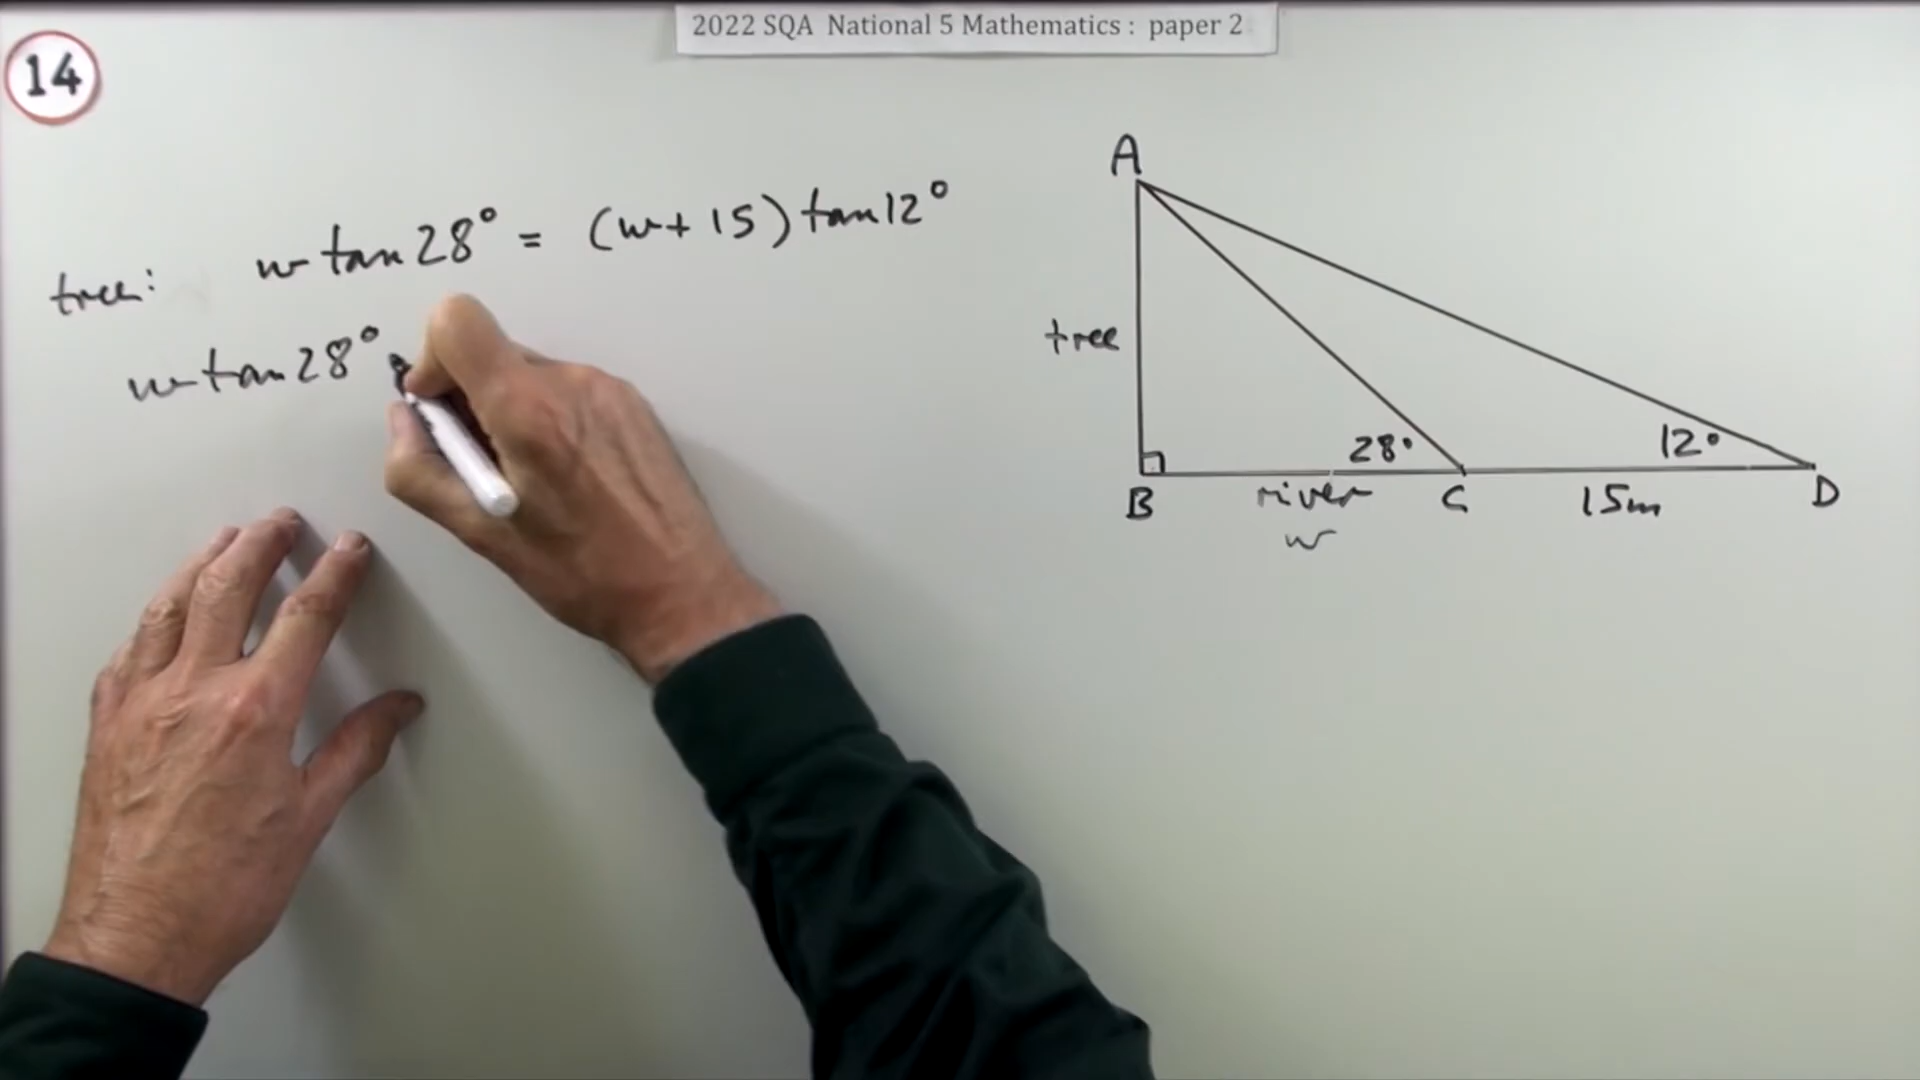 2022 SQA National 5 Mathematics : paper 2
14
tree: w tan 28° = (w + 15) tan 12°
w tan 28°
A
tree
28°
12°
B
river
C
15m
D
w